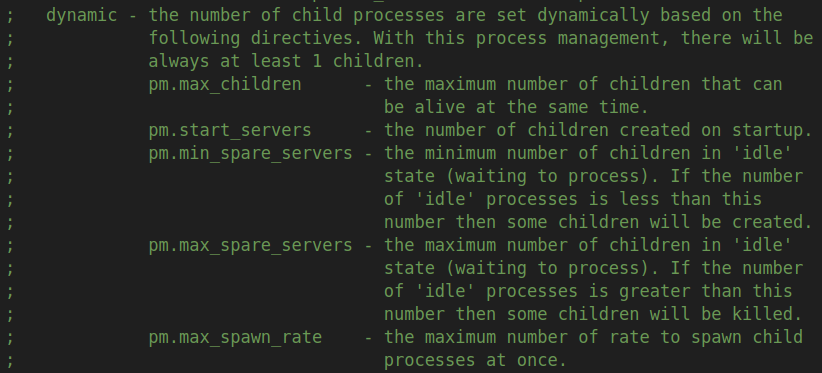 ;   dynamic - the number of child processes are set dynamically based on the
;             following directives. With this process management, there will be
;             always at least 1 children.
;             pm.max_children      - the maximum number of children that can
;                                    be alive at the same time.
;             pm.start_servers     - the number of children created on startup.
;             pm.min_spare_servers - the minimum number of children in 'idle'
;                                    state (waiting to process). If the number
;                                    of 'idle' processes is less than this
;                                    number then some children will be created.
;             pm.max_spare_servers - the maximum number of children in 'idle'
;                                    state (waiting to process). If the number
;                                    of 'idle' processes is greater than this
;                                    number then some children will be killed.
;             pm.max_spawn_rate    - the maximum number of rate to spawn child
;                                    processes at once.